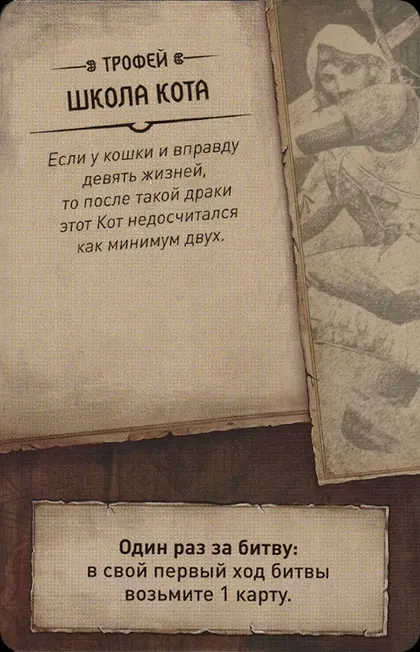 ТРОФЕЙ
ШКОЛА КОТА
Если у кошки и вправду
девять жизней,
то после такой драки
этот Кот недосчитался
как минимум двух.
Один раз за битву:
в свой первый ход битвы
возьмите 1 карту.